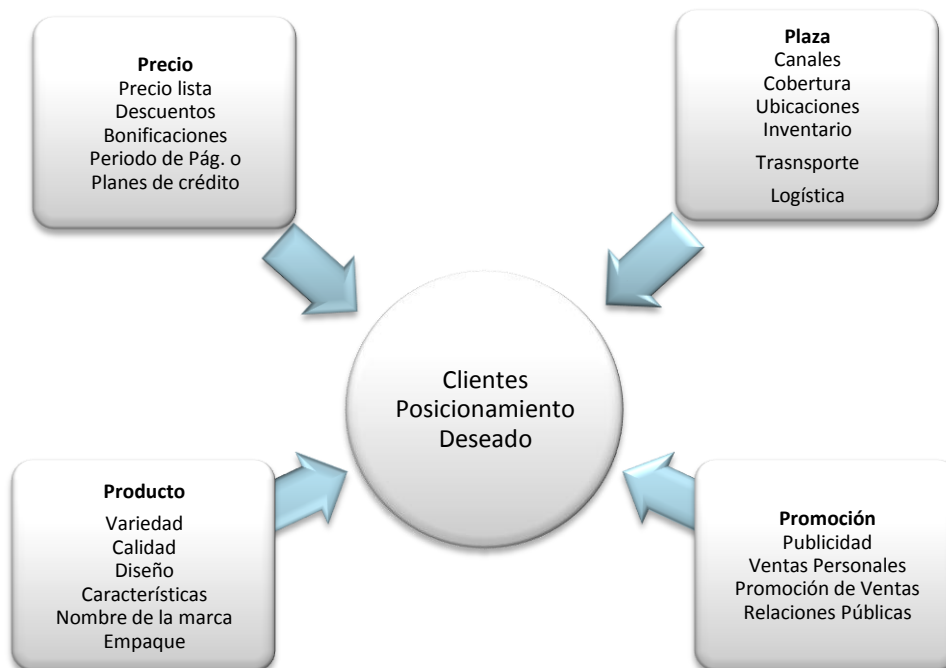 Precio
Precio lista
Descuentos
Bonificaciones
Periodo de Pág. o
Planes de crédito
Plaza
Canales
Cobertura
Ubicaciones
Inventario
Trasnsporte
Logística
Clientes
Posicionamiento
Deseado
Producto
Variedad
Calidad
Diseño
Características
Nombre de la marca
Empaque
Promoción
Publicidad
Ventas Personales
Promoción de Ventas
Relaciones Públicas